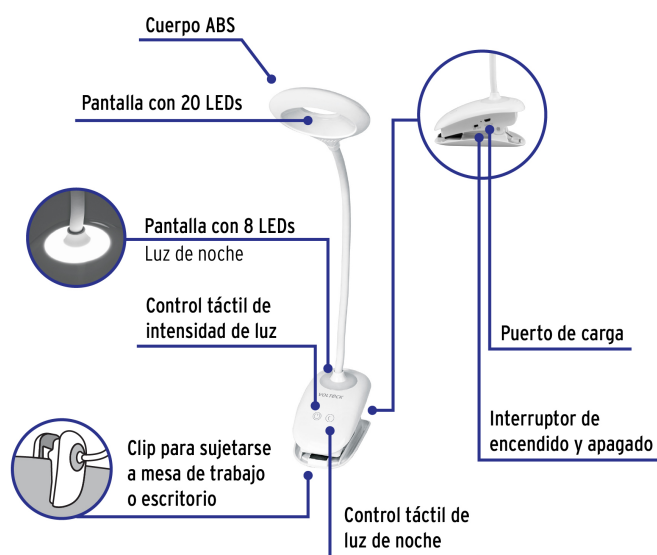 Cuerpo ABS
Pantalla con 20 LEDs
Pantalla con 8 LEDs
Luz de noche
Control táctil de
intensidad de luz
VOLTECK
Puerto de carga
Clip para sujetarse
a mesa de trabajo
o escritorio
Interruptor de
encendido y apagado
Control táctil de
luz de noche